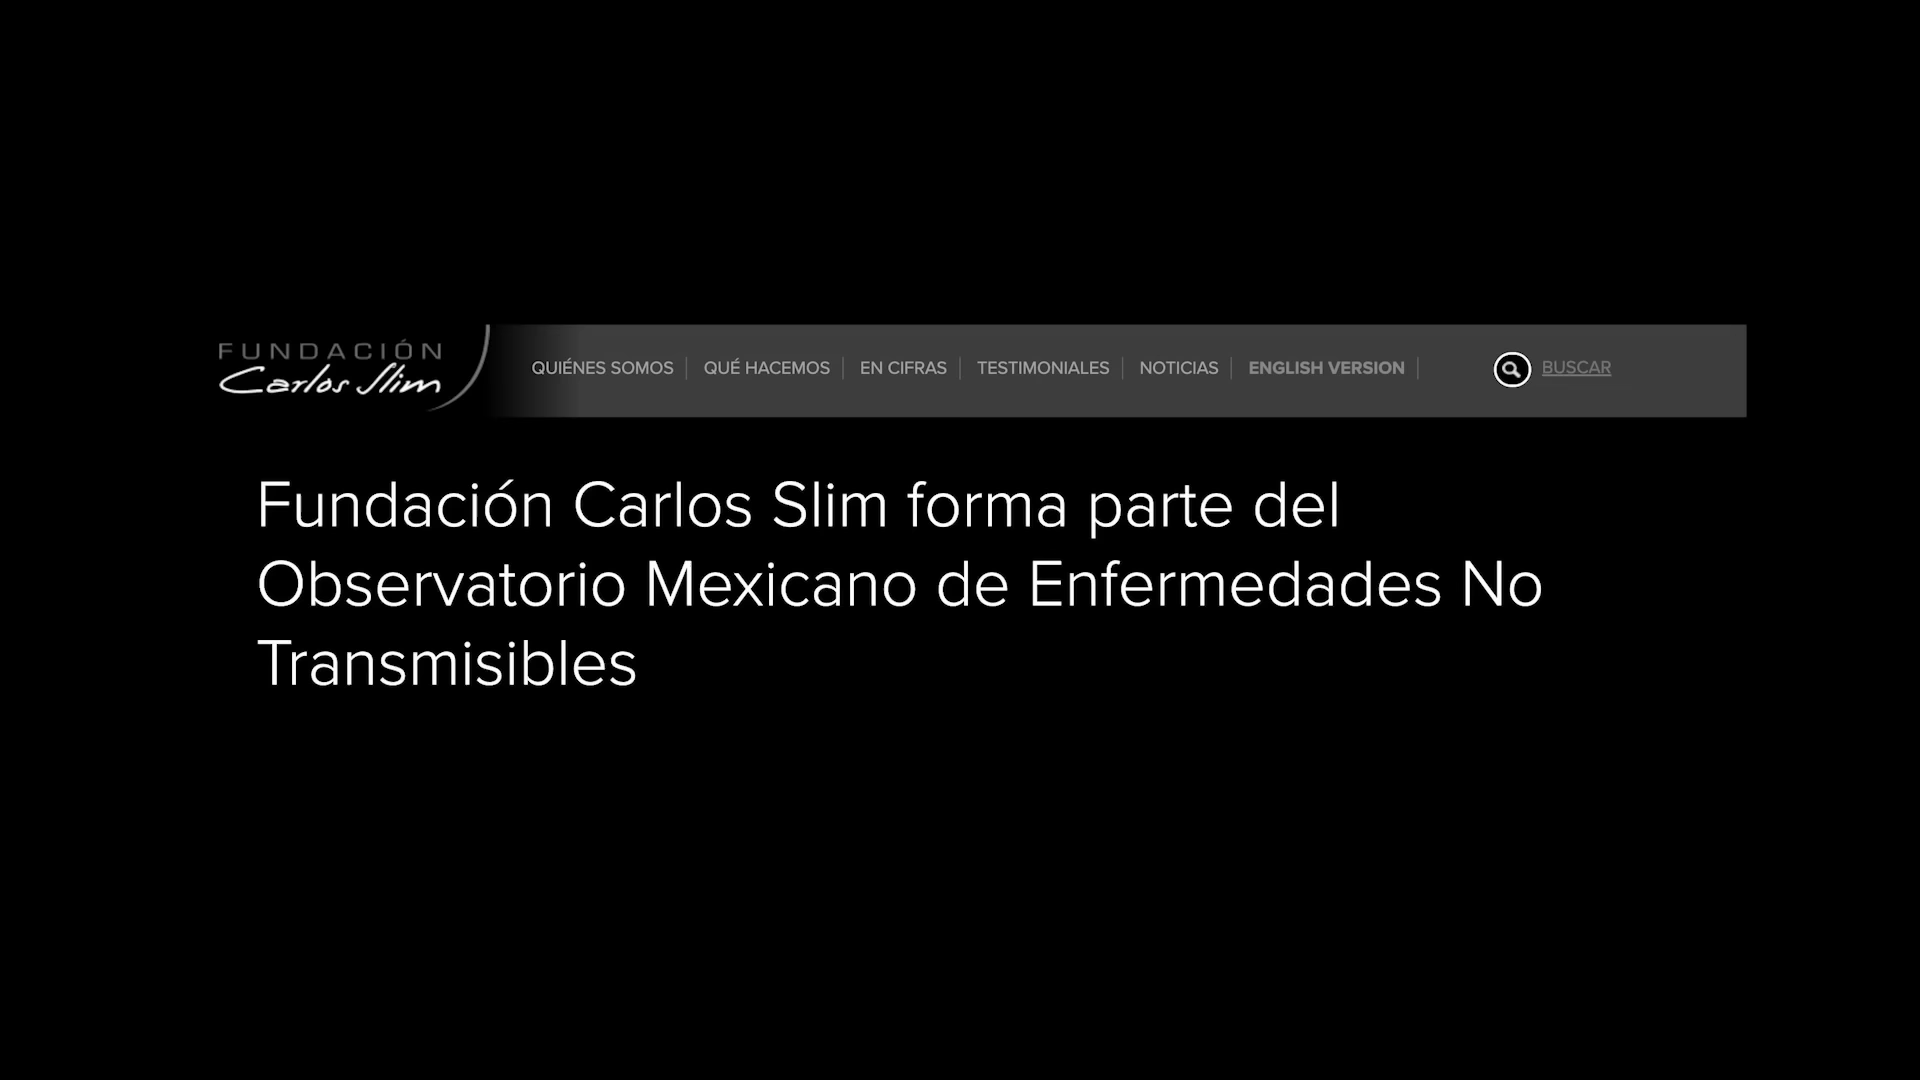 FUNDACIÓN
Carlos Slim
QUIÉNES SOMOS QUÉ HACEMOS EN CIFRAS TESTIMONIALES NOTICIAS ENGLISH VERSION BUSCAR
Fundación Carlos Slim forma parte del
Observatorio Mexicano de Enfermedades No
Transmisibles